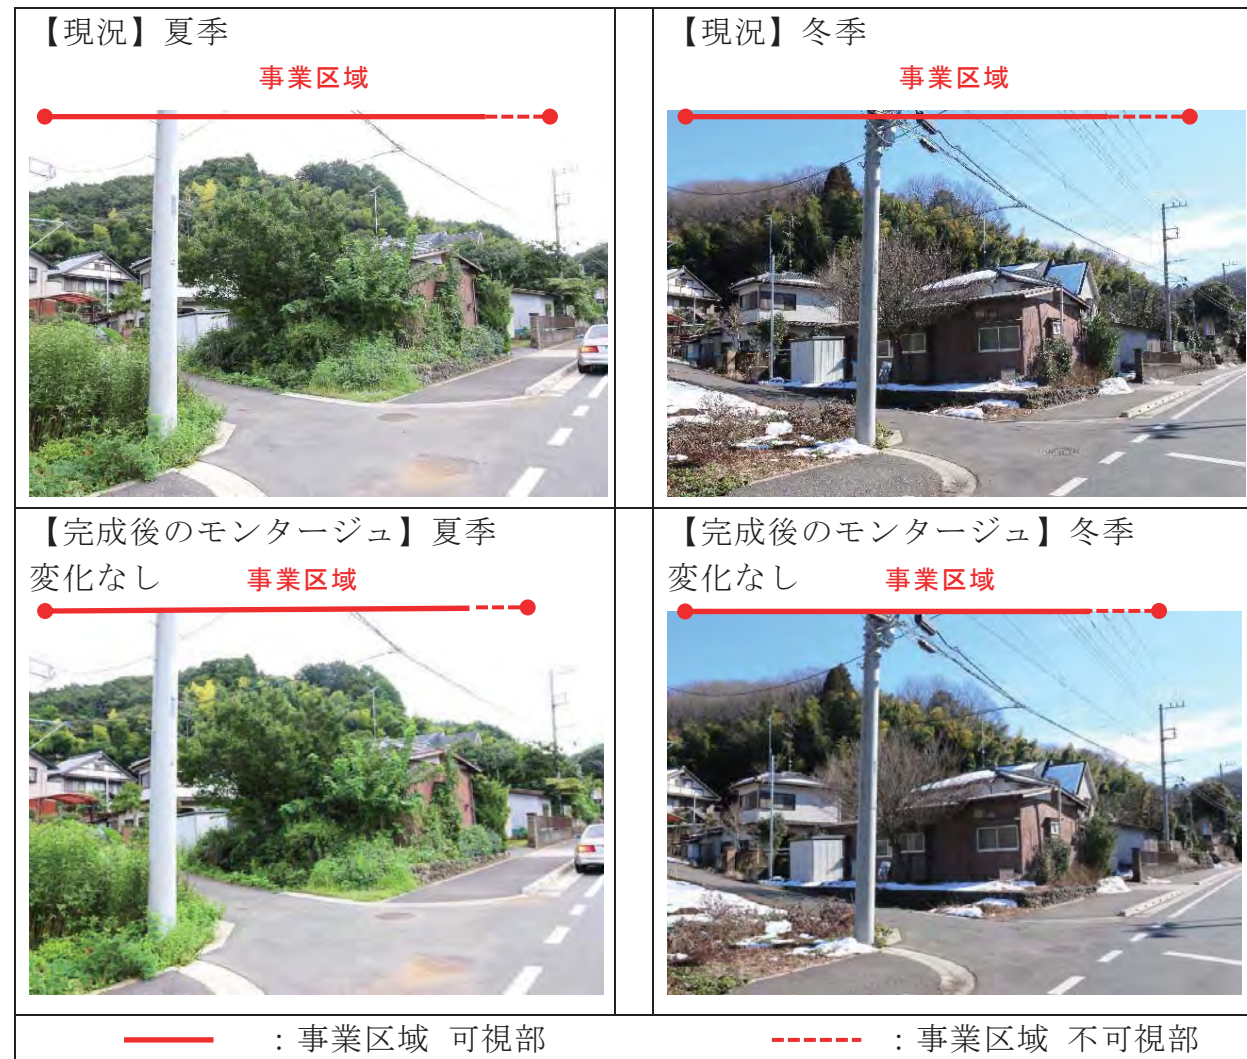 【現況】夏季
事業区域
【現況】冬季
事業区域
【完成後のモンタージュ】夏季
変化なし
事業区域
【完成後のモンタージュ】冬季
変化なし
事業区域
：事業区域 可視部
：事業区域 不可視部